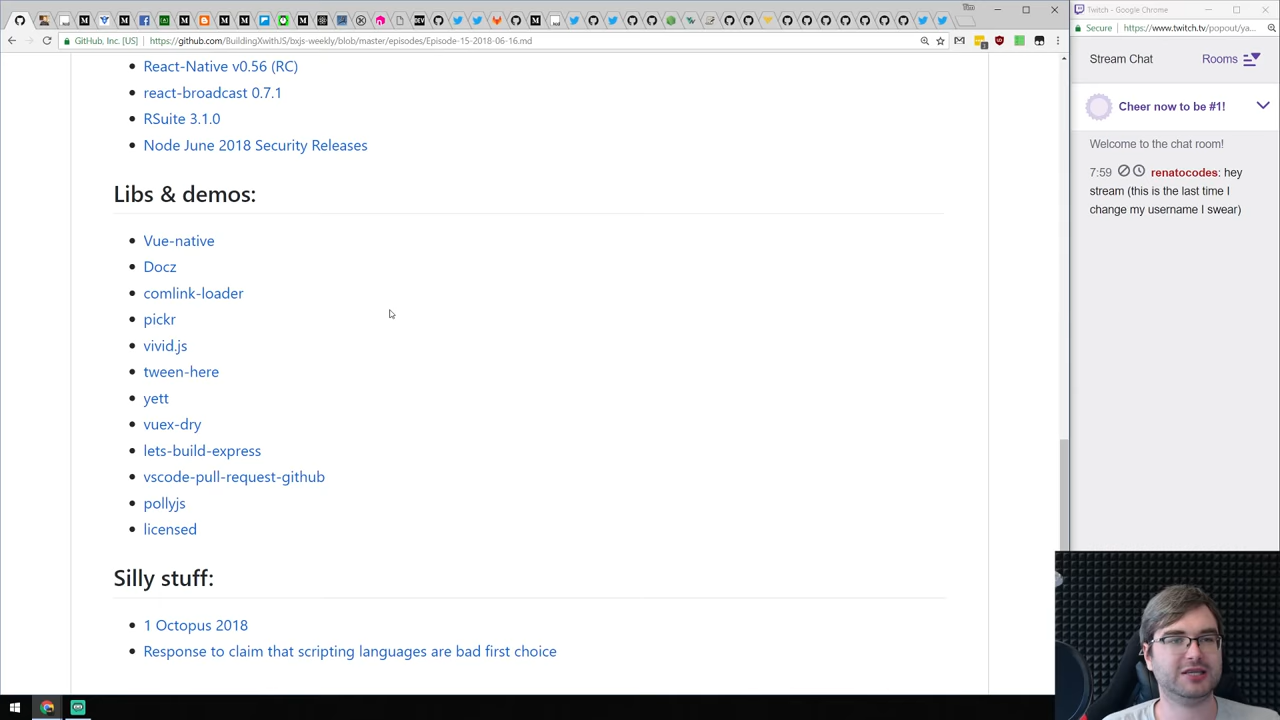 GitHub, Inc. [US]
https://github.com/BuildingXwithJS/bxjs-weekly/blob/master/episodes/Episode-15-2018-06-16.md
React-Native v0.56 (RC)
react-broadcast 0.7.1
RSuite 3.1.0
Node June 2018 Security Releases
Libs & demos:
Vue-native
Docz
comlink-loader
pickr
vivid.js
tween-here
yett
vuex-dry
lets-build-express
vscode-pull-request-github
pollyjs
licensed
Silly stuff:
1 Octopus 2018
Response to claim that scripting languages are bad first choice
Twitch - Google Chrome
Secure
https://www.twitch.tv/popout/ya...
Stream Chat
Rooms
Cheer now to be #1!
Welcome to the chat room!
7:59 renatocodes: hey
stream (this is the last time I
change my username I swear)